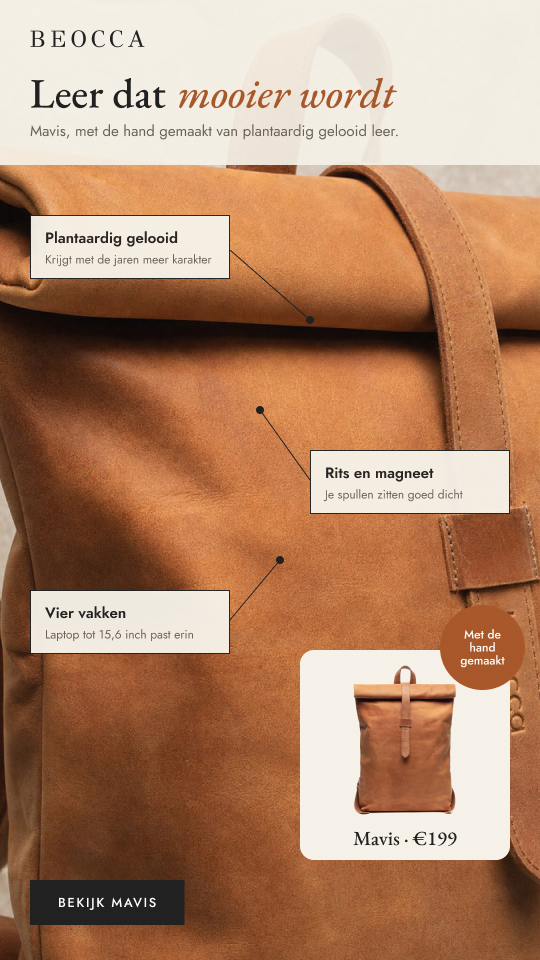 BEOCCA
Leer dat mooier wordt
Mavis, met de hand gemaakt van plantaardig gelooid leer.
Plantaardig gelooid
Krijgt met de jaren meer karakter
Rits en magneet
Je spullen zitten goed dicht
Vier vakken
Laptop tot 15,6 inch past erin
Met de
hand
gemaakt
Mavis · €199
BEKIJK MAVIS